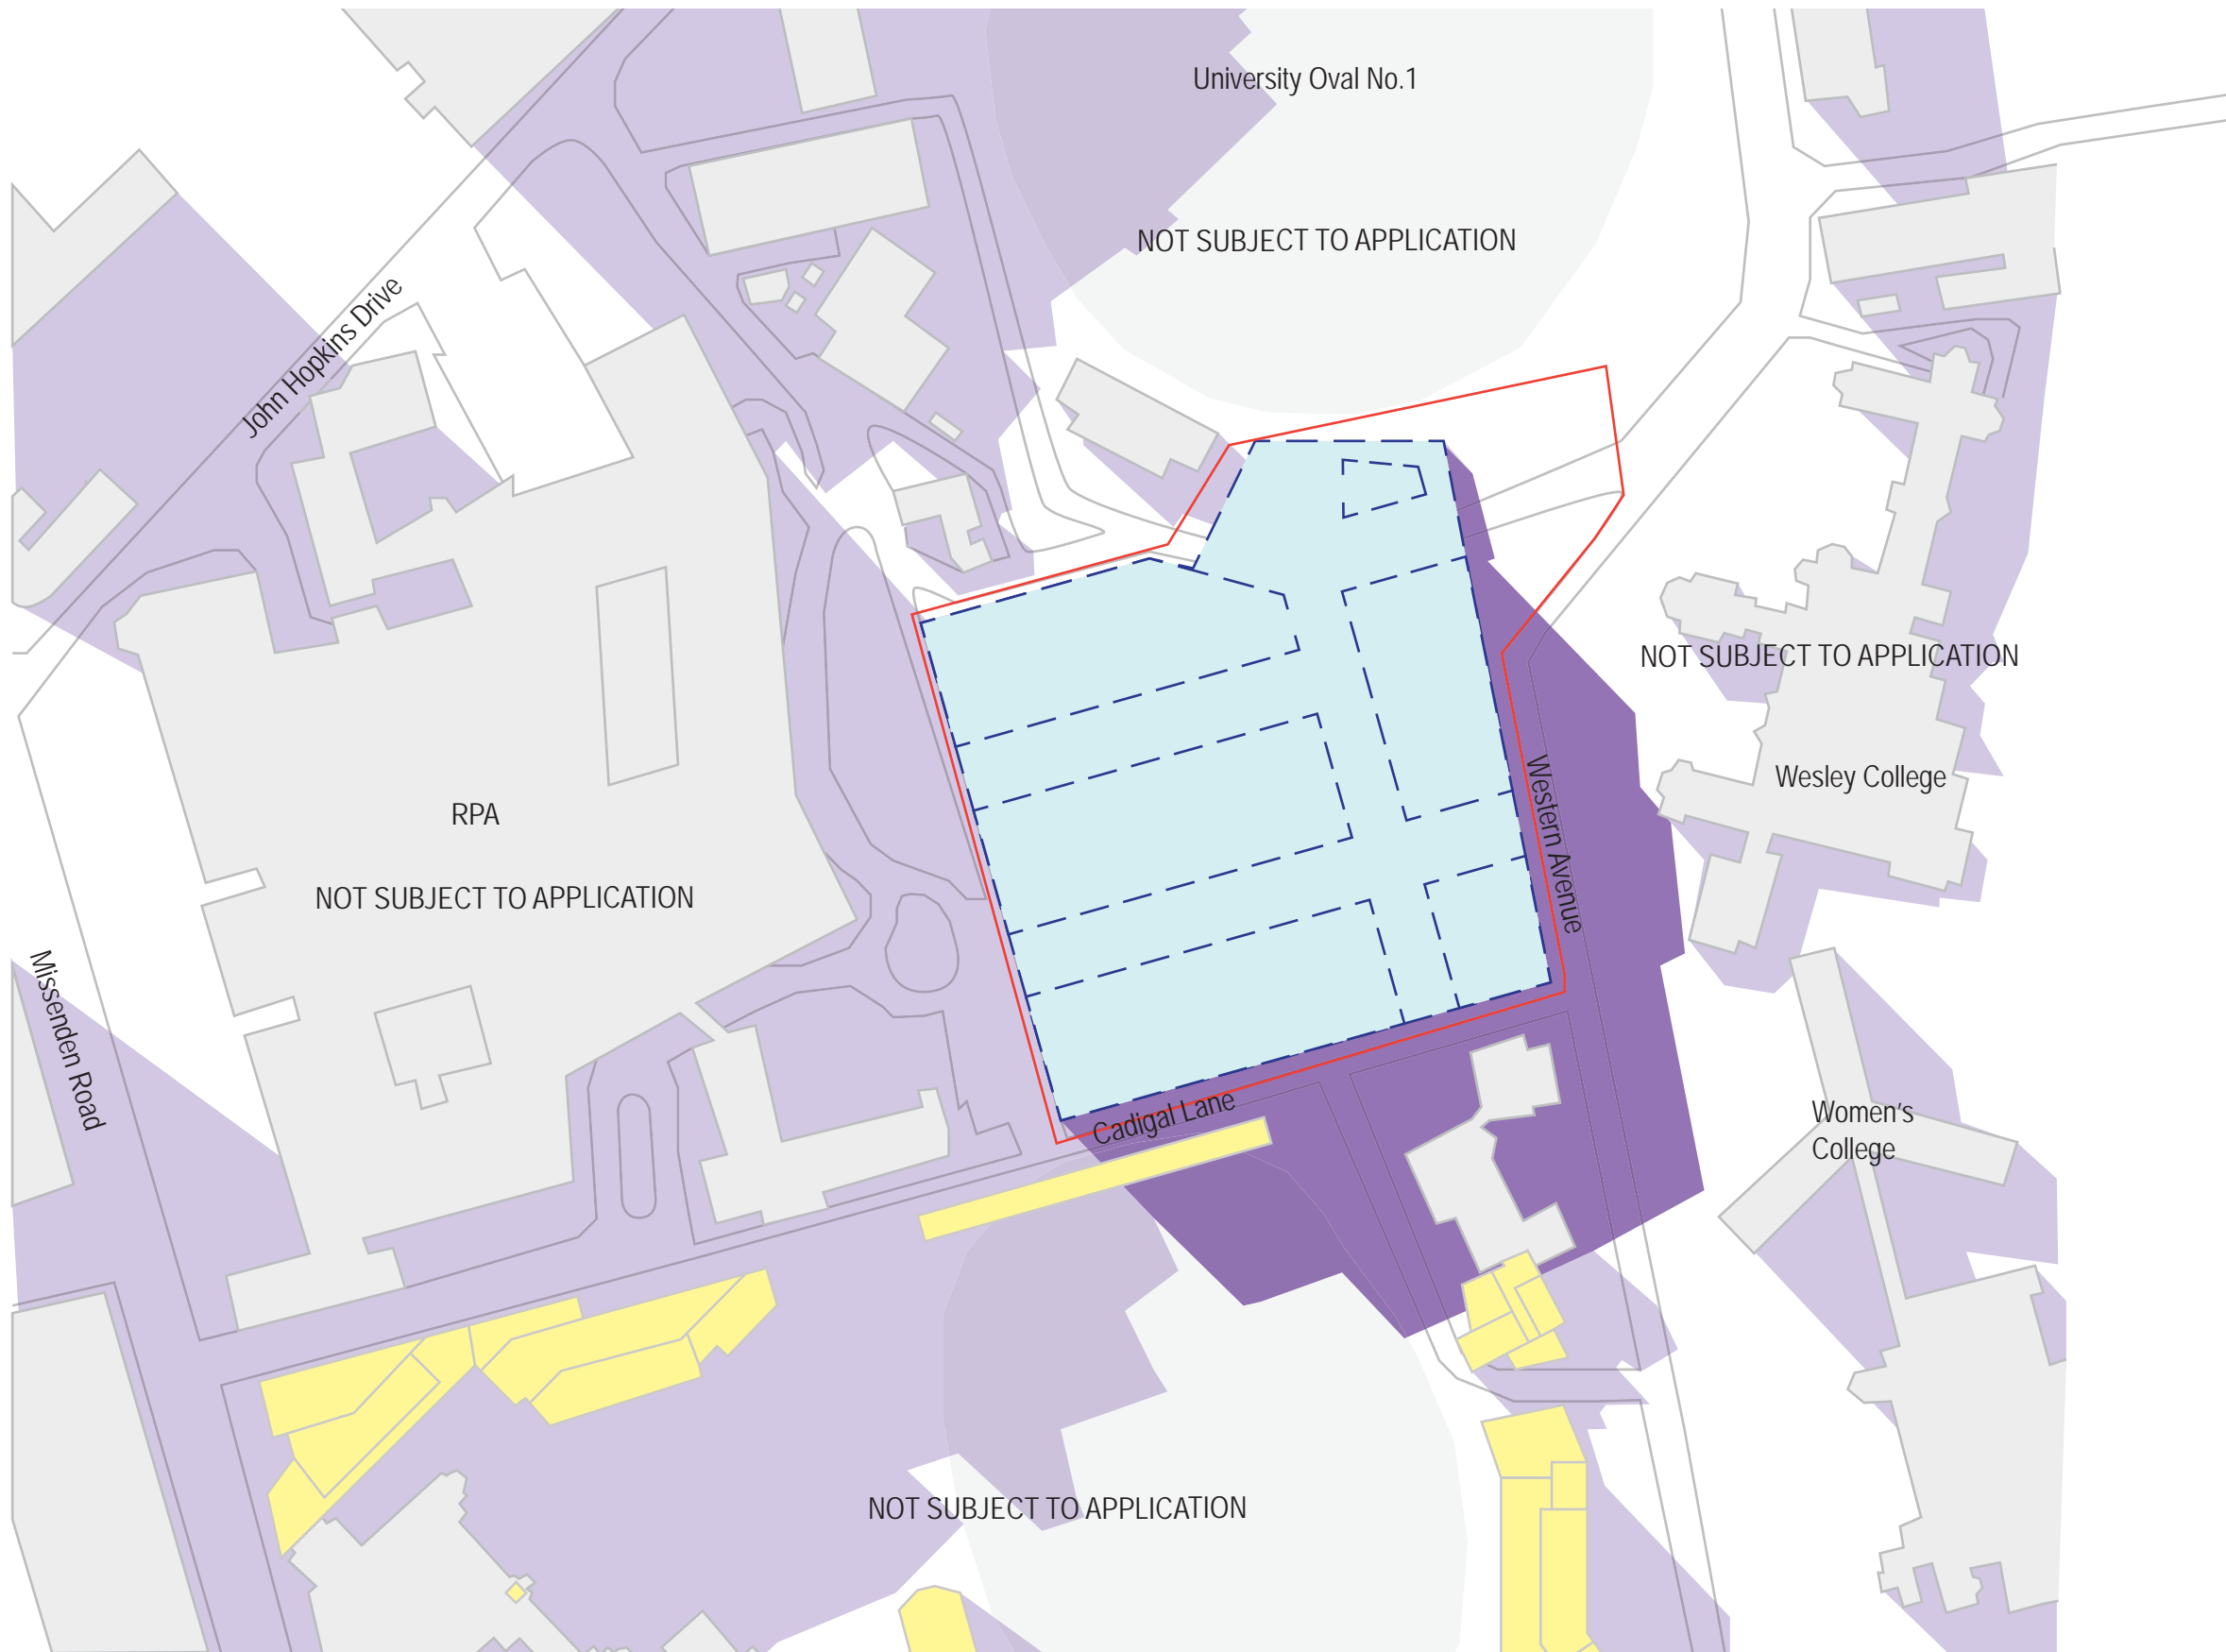 University Oval No.1
NOT SUBJECT TO APPLICATION
John Hopkins Drive
NOT SUBJECT TO APPLICATION
Wesley College
RPA
NOT SUBJECT TO APPLICATION
Western Avenue
Missenden Road
Cadigal Lane
Women's
College
NOT SUBJECT TO APPLICATION